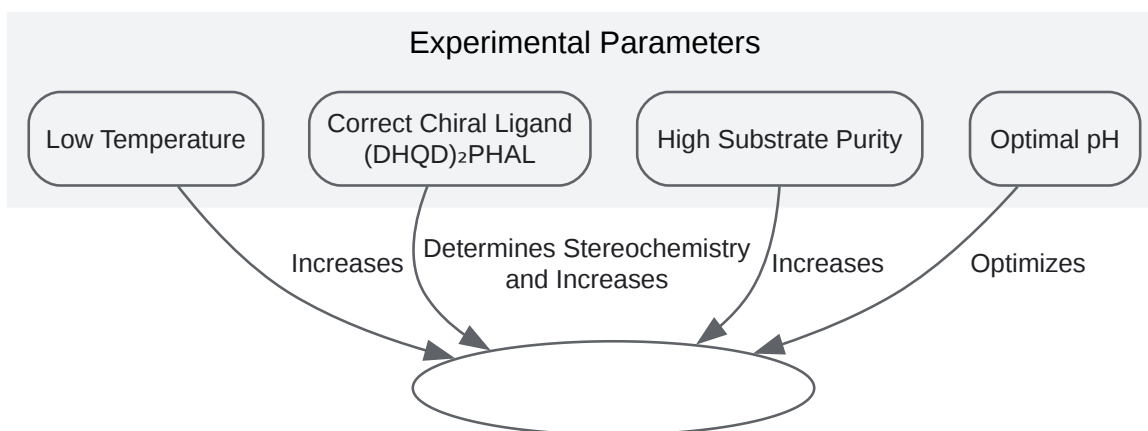 Experimental Parameters
Low Temperature
Correct Chiral Ligand
(DHQD)₂PHAL
High Substrate Purity
Optimal pH
Increases
Determines Stereochemistry
and Increases
Increases
Optimizes